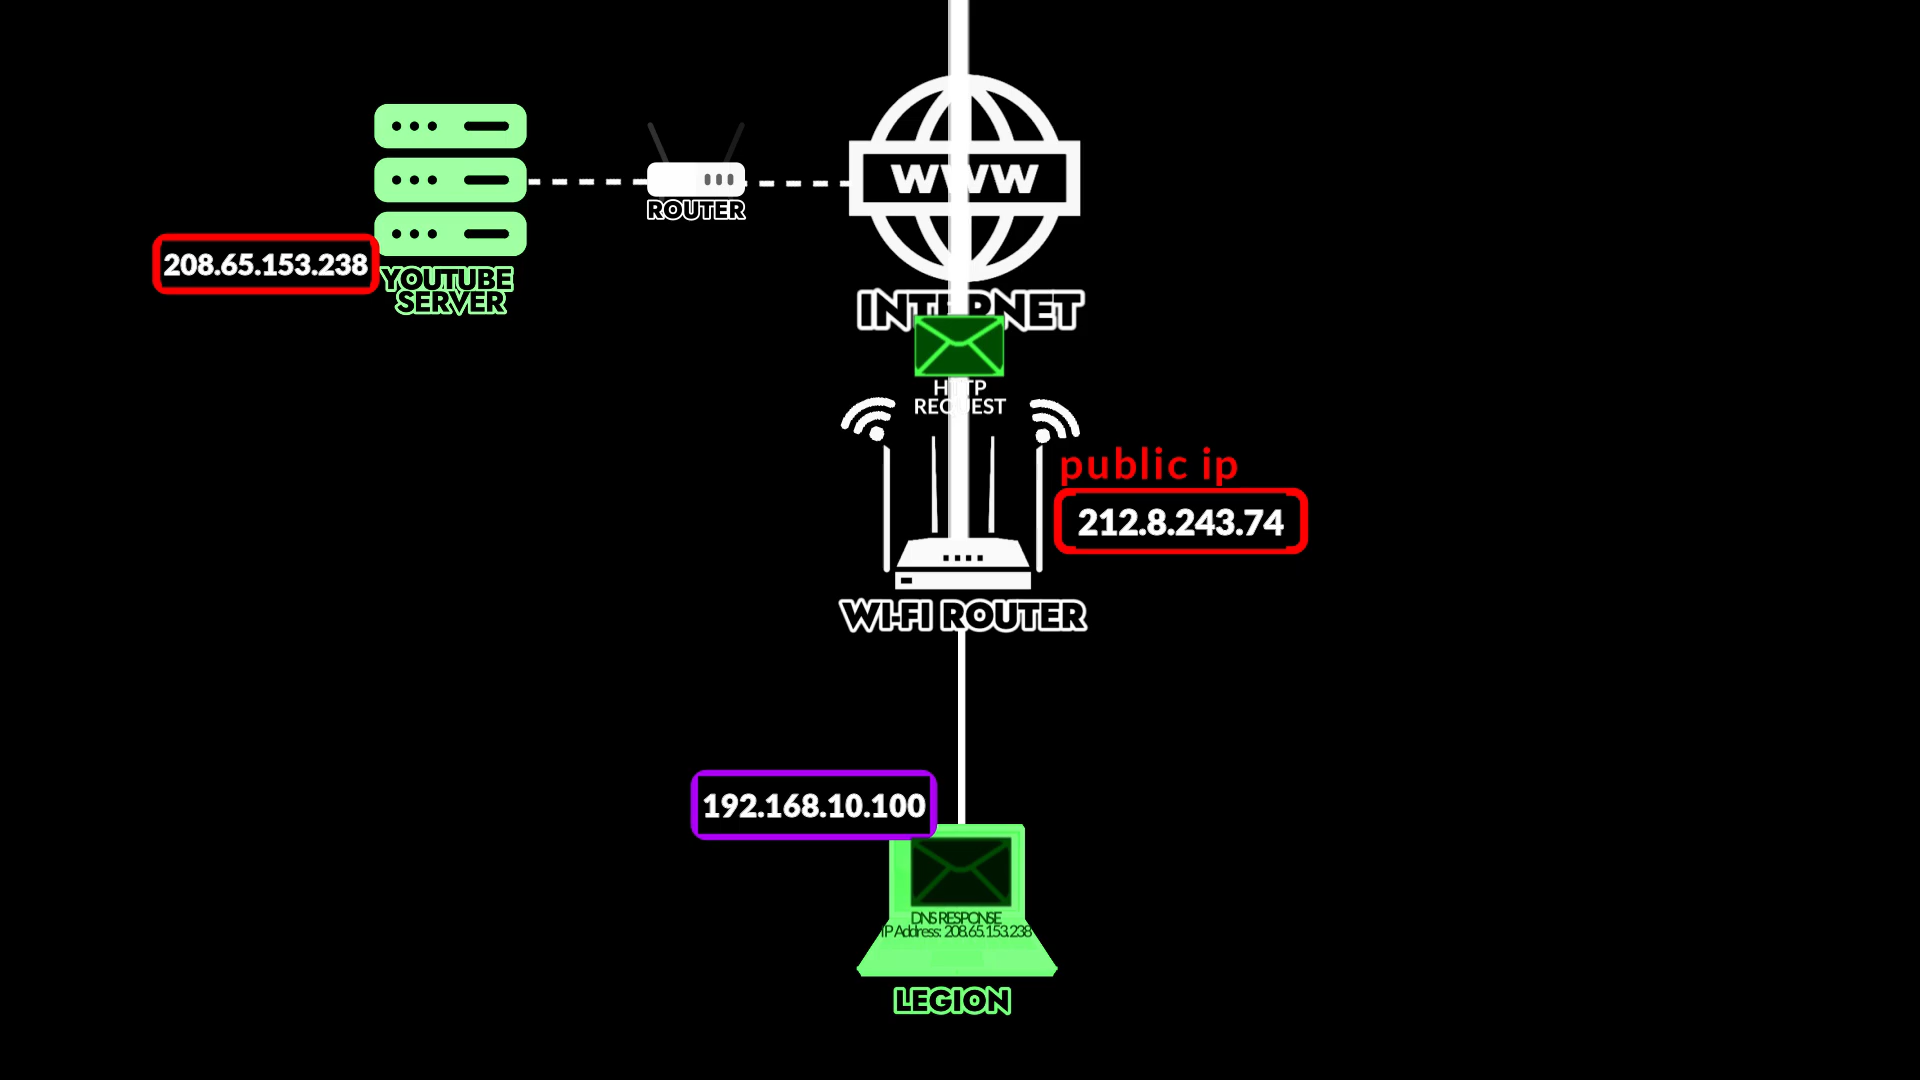 WWW
ROUTER
208.65.153.238
YOUTUBE
SERVER
INTERNET
HTTP
REQUEST
public ip
212.8.243.74
WI-FI ROUTER
192.168.10.100
DNS RESPONSE
IP Address: 208.65.153.238
LEGION